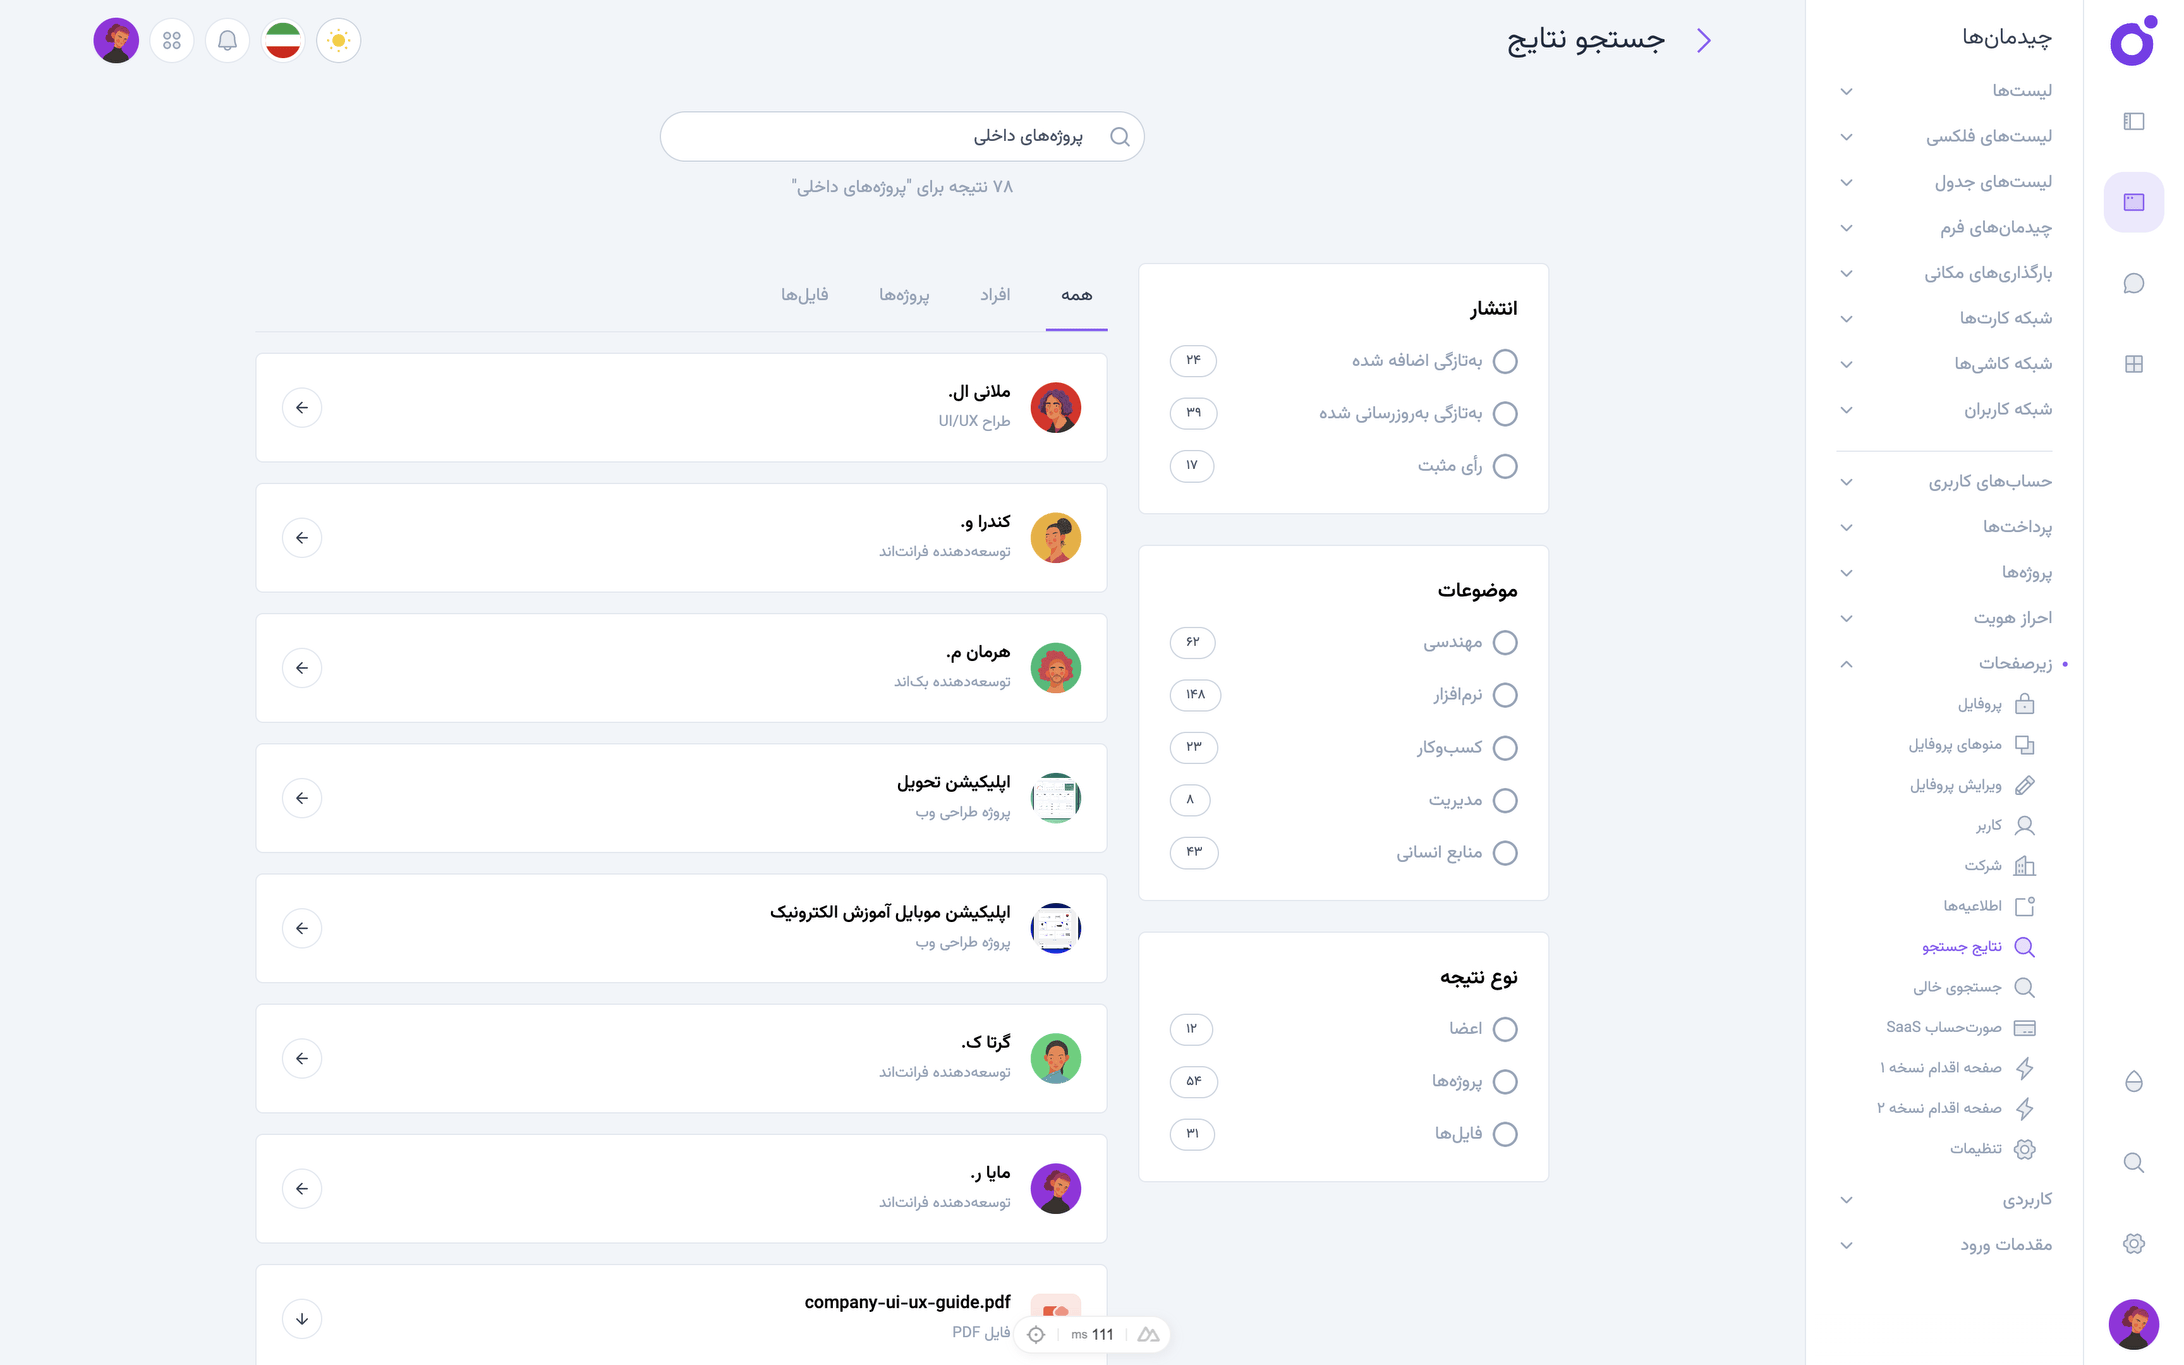 چیدمان‌ها
لیست‌ها
لیست‌های فلکسی
لیست‌های جدول
چیدمان‌های فرم
بارگذاری‌های مکانی
شبکه کارت‌ها
شبکه کاشی‌ها
شبکه کاربران
حساب‌های کاربری
پرداخت‌ها
پروژه‌ها
احراز هویت
زیرصفحات
پروفایل
منوهای پروفایل
ویرایش پروفایل
کاربر
شرکت
اطلاعیه‌ها
نتایج جستجو
جستجوی خالی
صورت‌حساب SaaS
صفحه اقدام نسخه ۱
صفحه اقدام نسخه ۲
تنظیمات
کاربردی
مقدمات ورود
جستجو نتایج
پروژه‌های داخلی
۷۸ نتیجه برای "پروژه‌های داخلی"
انتشار
به‌تازگی اضافه شده ۲۴
به‌تازگی به‌روزرسانی شده ۳۹
رأی مثبت ۱۷
موضوعات
مهندسی ۶۲
نرم‌افزار ۱۴۸
کسب‌وکار ۲۳
مدیریت ۸
منابع انسانی ۴۳
نوع نتیجه
اعضا ۱۲
پروژه‌ها ۵۴
فایل‌ها ۳۱
همه افراد پروژه‌ها فایل‌ها
ملانی ال.
طراح UI/UX
کندرا و.
توسعه‌دهنده فرانت‌اند
هرمان م.
توسعه‌دهنده بک‌اند
اپلیکیشن تحویل
پروژه طراحی وب
اپلیکیشن موبایل آموزش الکترونیک
پروژه طراحی وب
گرتا ک.
توسعه‌دهنده فرانت‌اند
مایا ر.
توسعه‌دهنده فرانت‌اند
company-ui-ux-guide.pdf
فایل PDF
111 ms